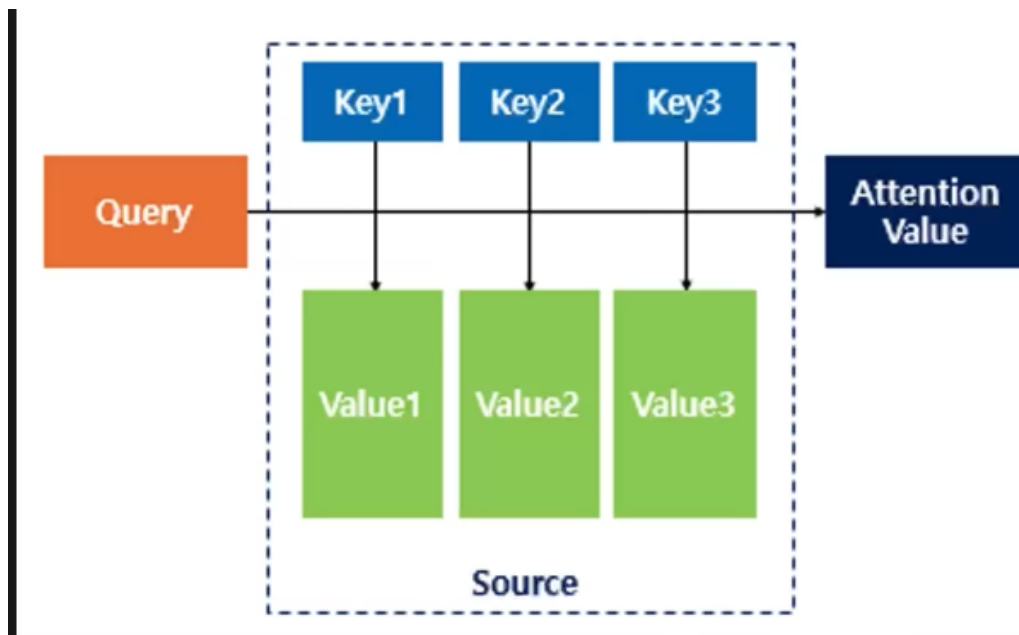 Key1
Key2
Key3
Query
Attention
Value
Value1
Value2
Value3
Source